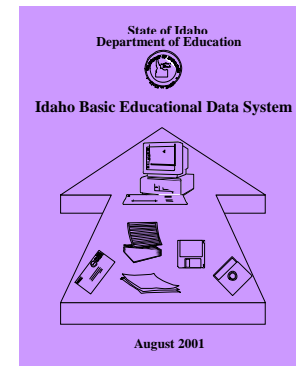 State of Idaho
Department of Education
Idaho Basic Educational Data System
August 2001